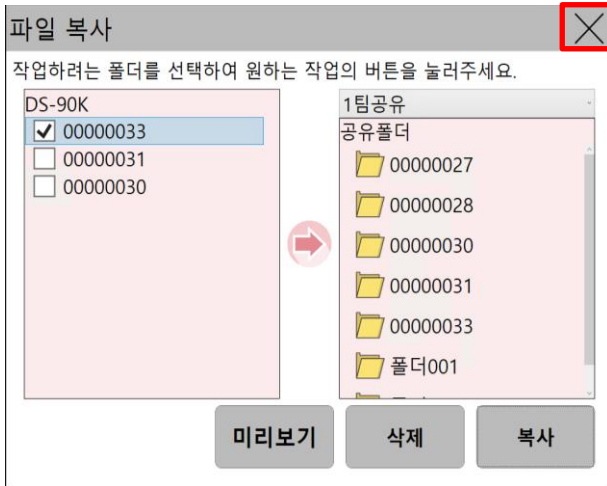 파일 복사
작업하려는 폴더를 선택하여 원하는 작업의 버튼을 눌러주세요.
DS-90K
00000033
00000031
00000030
1팀공유
공유폴더
00000027
00000028
00000030
00000031
00000033
폴더001
미리보기
삭제
복사